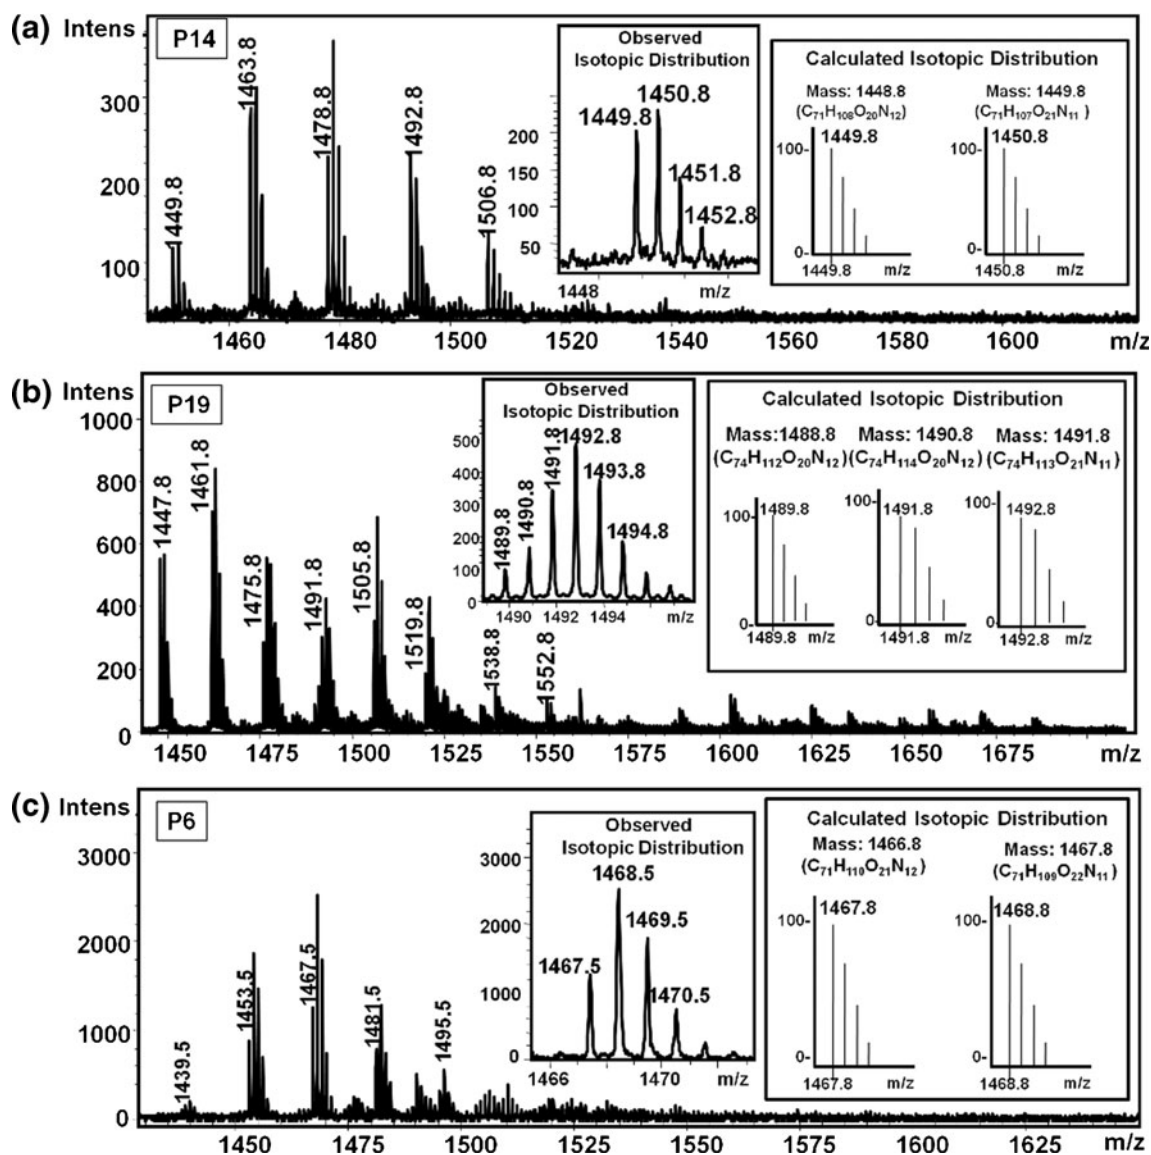 (a) Intens
P14
300
200
100
1449.8
1463.8
1478.8
1492.8
1506.8
1460 1480 1500 1520 1540 1560 1580 1600 m/z
Observed
Isotopic Distribution
1450.8
1449.8
1451.8
1452.8
200
150
100
50
1448 m/z
Calculated Isotopic Distribution
Mass: 1448.8 Mass: 1449.8
(C₇₁H₁₀₈O₂₀N₁₂) (C₇₁H₁₀₇O₂₁N₁₁)
1449.8 1450.8
100- 100-
0- 0-
1449.8 m/z 1450.8 m/z
(b) Intens
P19
1000
800
600
400
200
0
1447.8
1461.8
1475.8
1491.8
1505.8
1519.8
1538.8
1552.8
1450 1475 1500 1525 1550 1575 1600 1625 1650 1675 m/z
Observed
Isotopic Distribution
500
400
300
200
100
0
1489.8
1490.8
1491.8
1492.8
1493.8
1494.8
1490 1492 1494 m/z
Calculated Isotopic Distribution
Mass:1488.8 Mass: 1490.8 Mass: 1491.8
(C₇₄H₁₁₂O₂₀N₁₂) (C₇₄H₁₁₄O₂₀N₁₂) (C₇₄H₁₁₃O₂₁N₁₁)
1489.8 1491.8 1492.8
100- 100- 100-
0- 0- 0-
1489.8 m/z 1491.8 m/z 1492.8 m/z
(c) Intens
P6
3000
2000
1000
0
1439.5
1453.5
1467.5
1481.5
1495.5
1450 1475 1500 1525 1550 1575 1600 1625 m/z
Observed
Isotopic Distribution
3000
2000
1000
0
1468.5
1469.5
1467.5
1470.5
1466 1470 m/z
Calculated Isotopic Distribution
Mass: 1466.8 Mass: 1467.8
(C₇₁H₁₁₀O₂₁N₁₂) (C₇₁H₁₀₉O₂₂N₁₁)
1467.8 1468.8
100- 100-
0- 0-
1467.8 m/z 1468.8 m/z